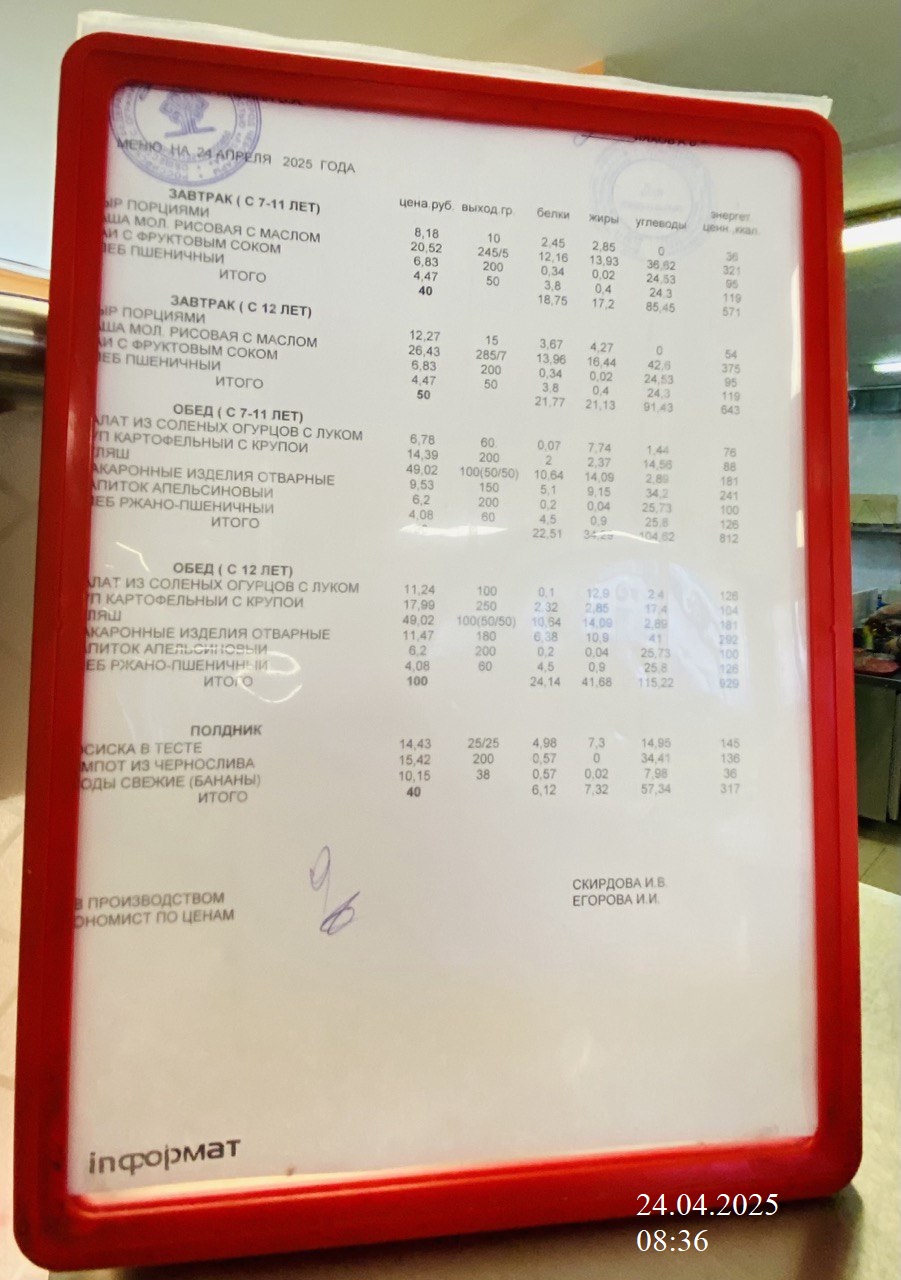 МЕНЮ НА 24 АПРЕЛЯ 2025 ГОДА
ЗАВТРАК ( С 7-11 ЛЕТ) цена.руб. выход.гр. белки жиры углеводы энергет ценн .ккал.
ЫР ПОРЦИЯМИ 8,18 10 2,45 2,85 0 36
АША МОЛ. РИСОВАЯ С МАСЛОМ 20,52 245/5 12,16 13,93 36,62 321
АИ С ФРУКТОВЫМ СОКОМ 6,83 200 0,34 0,02 24,53 95
ЛЕБ ПШЕНИЧНЫЙ 4,47 50 3,8 0,4 24,3 119
ИТОГО 40 18,75 17,2 85,45 571
ЗАВТРАК ( С 12 ЛЕТ)
ЫР ПОРЦИЯМИ 12,27 15 3,67 4,27 0 54
АША МОЛ. РИСОВАЯ С МАСЛОМ 26,43 285/7 13,96 16,44 42,6 375
АИ С ФРУКТОВЫМ СОКОМ 6,83 200 0,34 0,02 24,53 95
ЛЕБ ПШЕНИЧНЫЙ 4,47 50 3,8 0,4 24,3 119
ИТОГО 50 21,77 21,13 91,43 643
ОБЕД ( С 7-11 ЛЕТ)
АЛАТ ИЗ СОЛЕНЫХ ОГУРЦОВ С ЛУКОМ 6,78 60 0,07 7,74 1,44 76
УП КАРТОФЕЛЬНЫЙ С КРУПОЙ 14,39 200 2 2,37 14,56 88
ЛЯШ 49,02 100(50/50) 10,64 14,09 2,89 181
АКАРОННЫЕ ИЗДЕЛИЯ ОТВАРНЫЕ 9,53 150 5,1 9,15 34,2 241
АПИТОК АПЕЛЬСИНОВЫЙ 6,2 200 0,2 0,04 25,73 100
ЛЕБ РЖАНО-ПШЕНИЧНЫЙ 4,08 60 4,5 0,9 25,8 126
ИТОГО 22,51 34,29 104,62 812
ОБЕД ( С 12 ЛЕТ)
АЛАТ ИЗ СОЛЕНЫХ ОГУРЦОВ С ЛУКОМ 11,24 100 0,1 12,9 2,4 126
УП КАРТОФЕЛЬНЫЙ С КРУПОЙ 17,99 250 2,32 2,85 17,4 104
ЛЯШ 49,02 100(50/50) 10,64 14,09 2,89 181
АКАРОННЫЕ ИЗДЕЛИЯ ОТВАРНЫЕ 11,47 180 6,38 10,9 41 292
АПИТОК АПЕЛЬСИНОВЫЙ 6,2 200 0,2 0,04 25,73 100
ЕБ РЖАНО-ПШЕНИЧНЫЙ 4,08 60 4,5 0,9 25,8 126
ИТОГО 100 24,14 41,68 115,22 929
ПОЛДНИК
ОСИСКА В ТЕСТЕ 14,43 25/25 4,98 7,3 14,95 145
МПОТ ИЗ ЧЕРНОСЛИВА 15,42 200 0,57 0 34,41 136
ОДЫ СВЕЖИЕ (БАНАНЫ) 10,15 38 0,57 0,02 7,98 36
ИТОГО 40 6,12 7,32 57,34 317
В ПРОИЗВОДСТВОМ СКИРДОВА И.В.
ОНОМИСТ ПО ЦЕНАМ ЕГОРОВА И.И.
inформат
24.04.2025
08:36